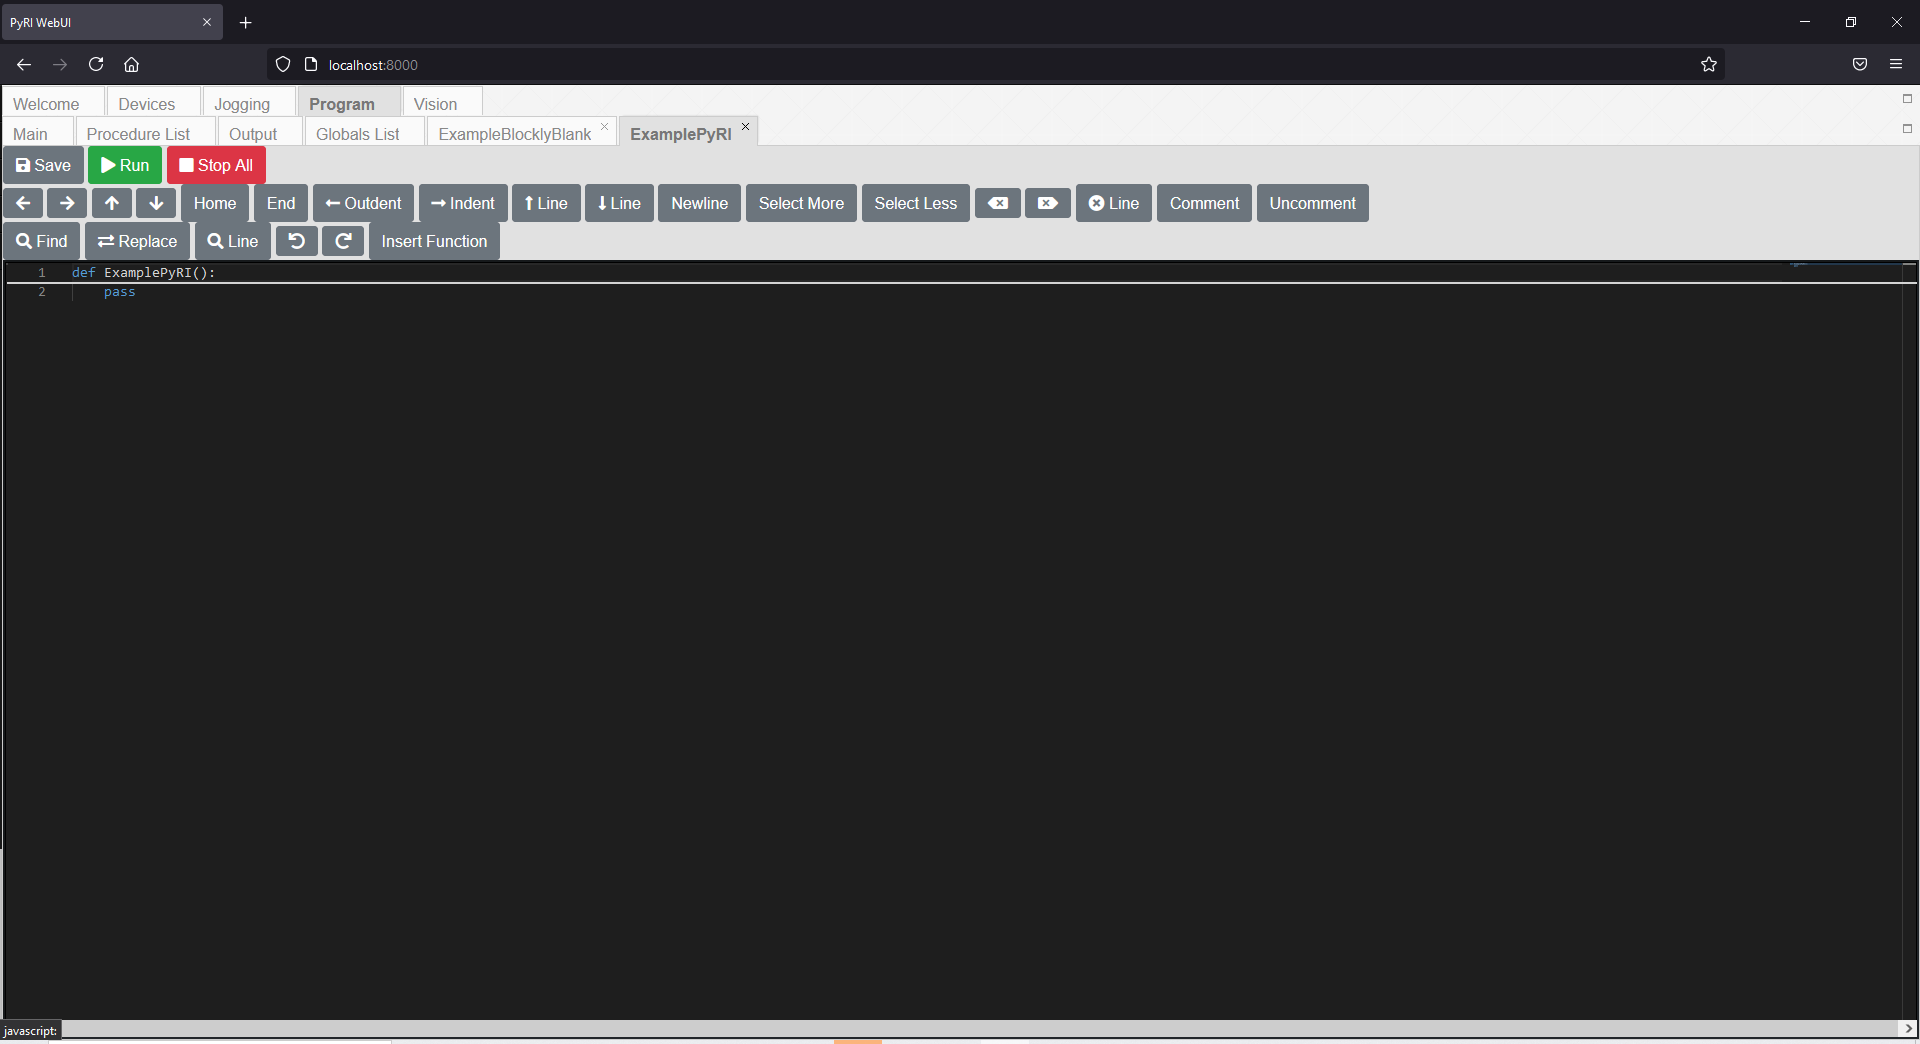 PyRI WebUI
localhost:8000
Welcome Devices Jogging Program Vision
Main Procedure List Output Globals List ExampleBlocklyBlank ExamplePyRI
Save Run Stop All
Home End Outdent Indent Line Line Newline Select More Select Less Line Comment Uncomment
Find Replace Line Insert Function
1 def ExamplePyRI():
2 pass
javascript: